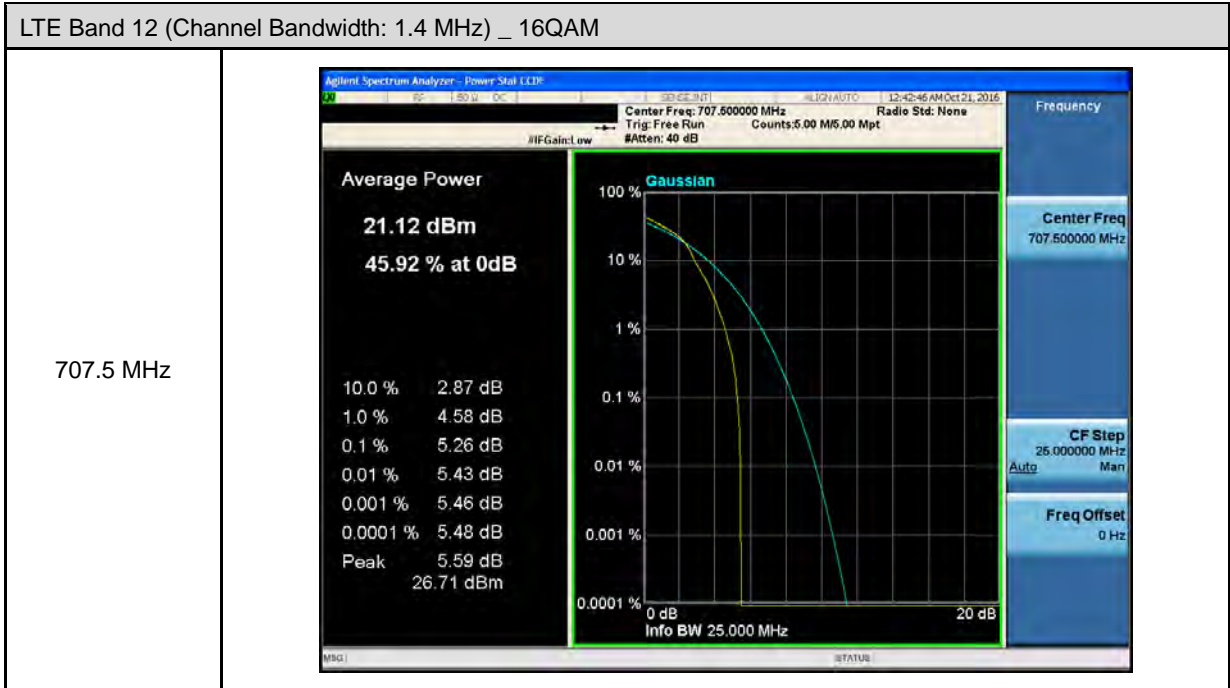 LTE Band 12 (Channel Bandwidth: 1.4 MHz) _ 16QAM
707.5 MHz
Agilent Spectrum Analyzer - Power Stat CCDF
RF 50 Ω DC SENSE:INT ALIGN AUTO 12:42:46 AM Oct 21, 2016
Center Freq: 707.500000 MHz Radio Std: None
Trig: Free Run Counts:5.00 M/5.00 Mpt
#IFGain:Low #Atten: 40 dB
Average Power
21.12 dBm
45.92 % at 0dB
10.0 % 2.87 dB
1.0 % 4.58 dB
0.1 % 5.26 dB
0.01 % 5.43 dB
0.001 % 5.46 dB
0.0001 % 5.48 dB
Peak 5.59 dB
26.71 dBm
Gaussian
100 %
10 %
1 %
0.1 %
0.01 %
0.001 %
0.0001 %
0 dB 20 dB
Info BW 25.000 MHz
Frequency
Center Freq
707.500000 MHz
CF Step
25.000000 MHz
Auto Man
Freq Offset
0 Hz
MSG STATUS